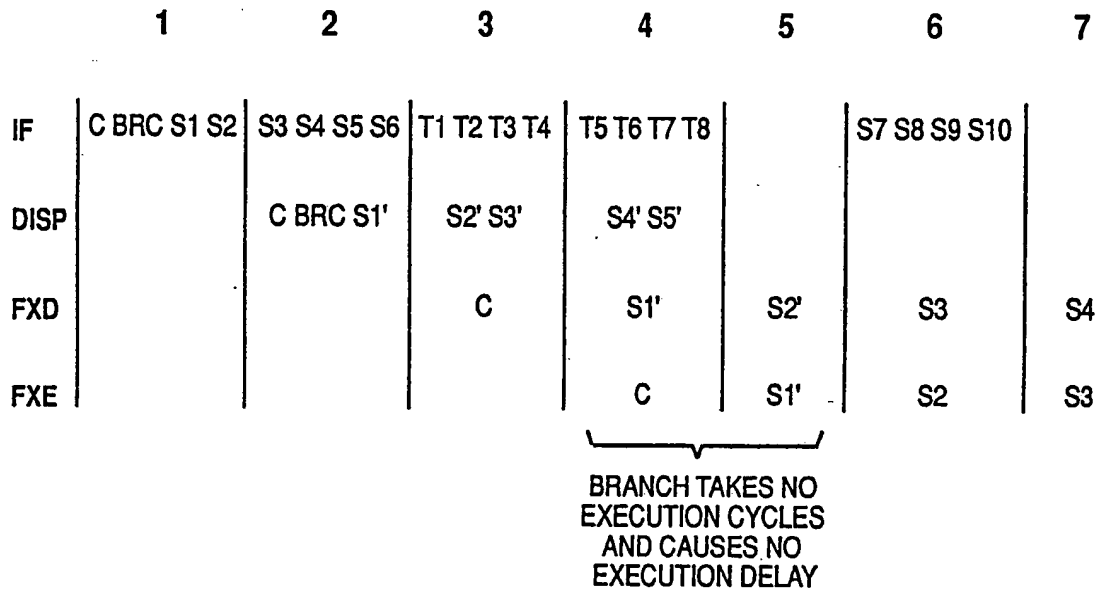 1 2 3 4 5 6 7
IF C BRC S1 S2 S3 S4 S5 S6 T1 T2 T3 T4 T5 T6 T7 T8 S7 S8 S9 S10
DISP C BRC S1' S2' S3' S4' S5'
FXD C S1' S2' S3 S4
FXE C S1' S2 S3
BRANCH TAKES NO
EXECUTION CYCLES
AND CAUSES NO
EXECUTION DELAY